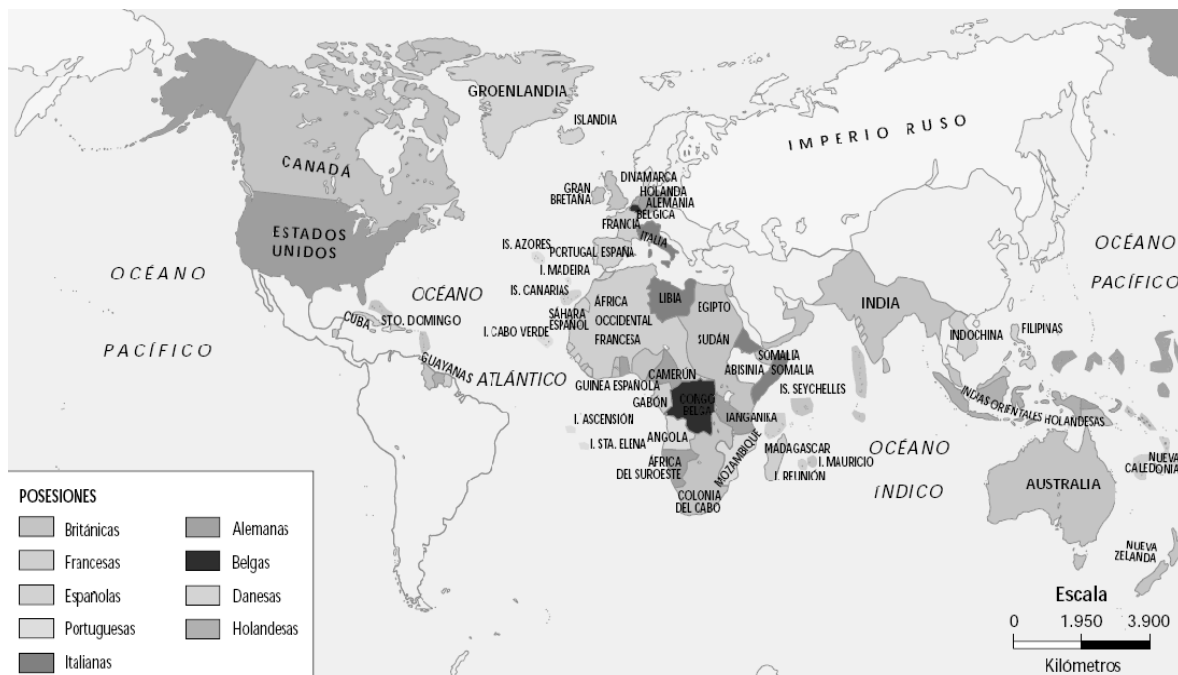 GROENLANDIA
ISLANDIA
IMPERIO RUSO
CANADÁ
DINAMARCA
GRAN
BRETAÑA
HOLANDA
ALEMANIA
BÉLGICA
FRANCIA
ITALIA
ESTADOS
UNIDOS
IS. AZORES
PORTUGAL
ESPAÑA
I. MADEIRA
OCÉANO
PACÍFICO
OCÉANO
ATLÁNTICO
OCÉANO
PACÍFICO
IS. CANARIAS
ÁFRICA
OCCIDENTAL
FRANCESA
LIBIA
EGIPTO
INDIA
CUBA
STO. DOMINGO
SÁHARA
ESPAÑOL
I. CABO VERDE
SUDÁN
INDOCHINA
FILIPINAS
GUAYANAS
SOMALIA
ABISINIA
SOMALIA
CAMERÚN
GUINEA ESPAÑOLA
IS. SEYCHELLES
GABÓN
CONGO
BELGA
TANGANIKA
INDIAS ORIENTALES HOLANDESAS
I. ASCENSIÓN
I. STA. ELENA
ANGOLA
MOZAMBIQUE
MADAGASCAR
I. MAURICIO
I. REUNIÓN
OCÉANO
ÍNDICO
ÁFRICA
DEL SUROESTE
COLONIA
DEL CABO
NUEVA
CALEDONIA
AUSTRALIA
NUEVA
ZELANDA
POSESIONES
Británicas
Francesas
Españolas
Portuguesas
Italianas
Alemanas
Belgas
Danesas
Holandesas
Escala
0 1.950 3.900
Kilómetros